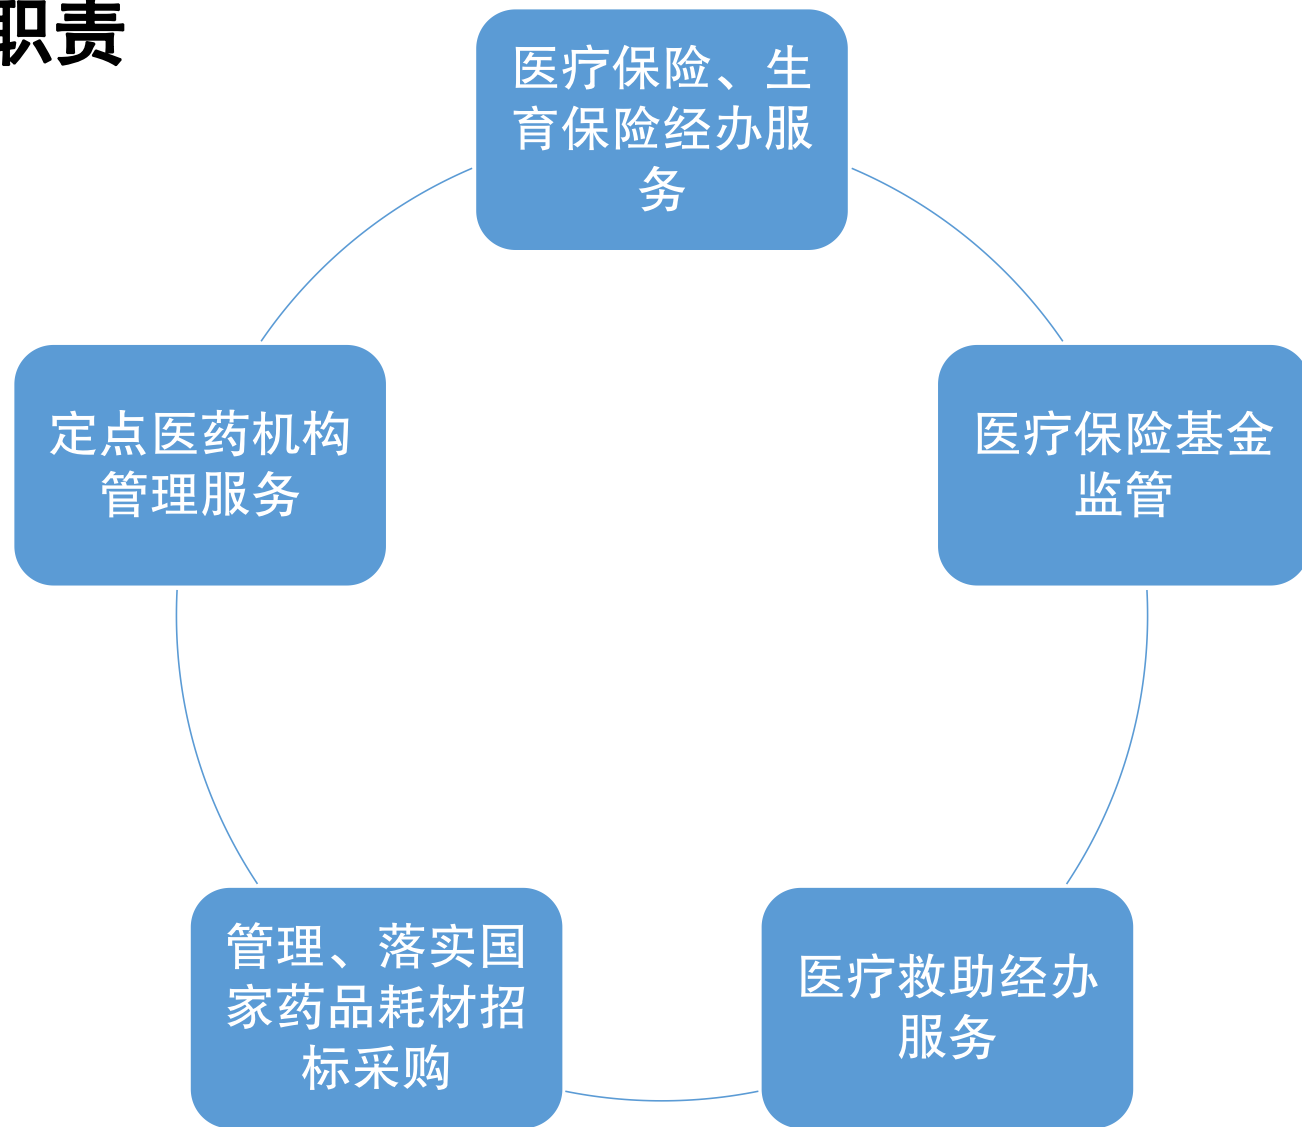 职责
医疗保险、生
育保险经办服
务
医疗保险基金
监管
医疗救助经办
服务
管理、落实国
家药品耗材招
标采购
定点医药机构
管理服务